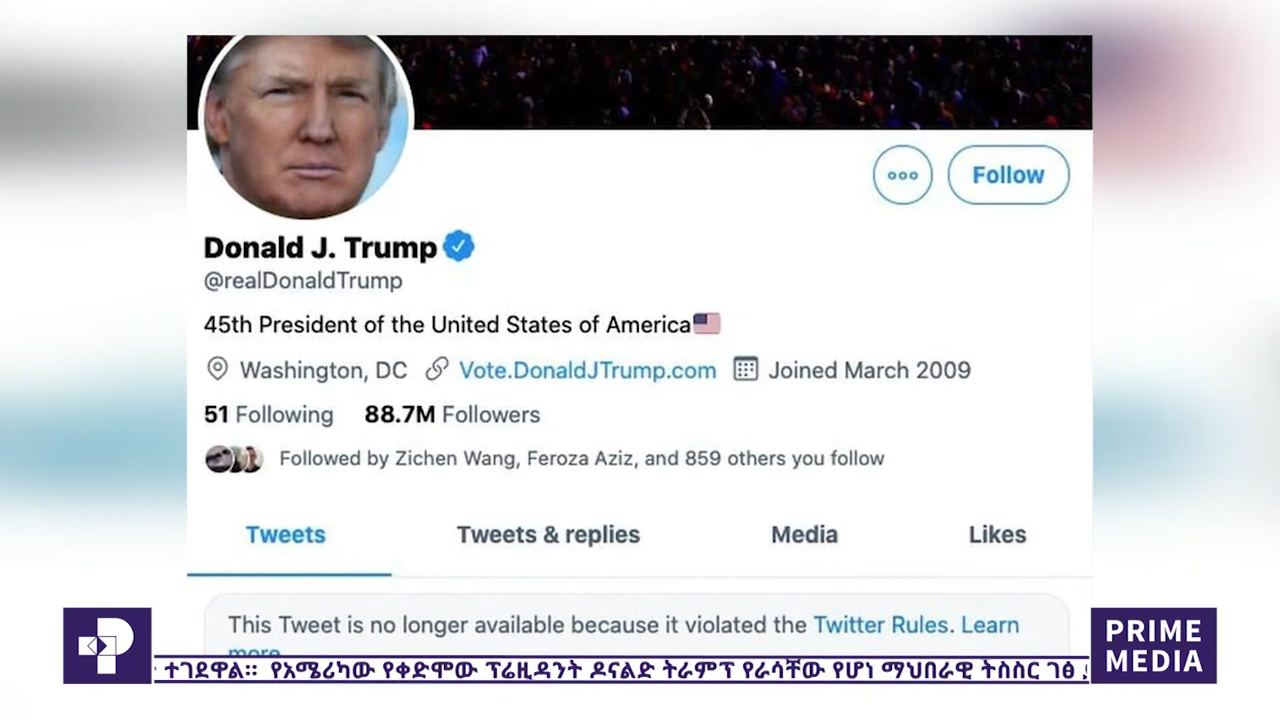 Follow
Donald J. Trump
@realDonaldTrump
45th President of the United States of America
Washington, DC Vote.DonaldJTrump.com Joined March 2009
51 Following 88.7M Followers
Followed by Zichen Wang, Feroza Aziz, and 859 others you follow
Tweets Tweets & replies Media Likes
This Tweet is no longer available because it violated the Twitter Rules. Learn
more
ተገደዋል። የአሜሪካው የቀድሞው ፕሬዚዳንት ዶናልድ ትራምፕ የራሳቸው የሆነ ማህበራዊ ትስስር ገፅ
PRIME
MEDIA